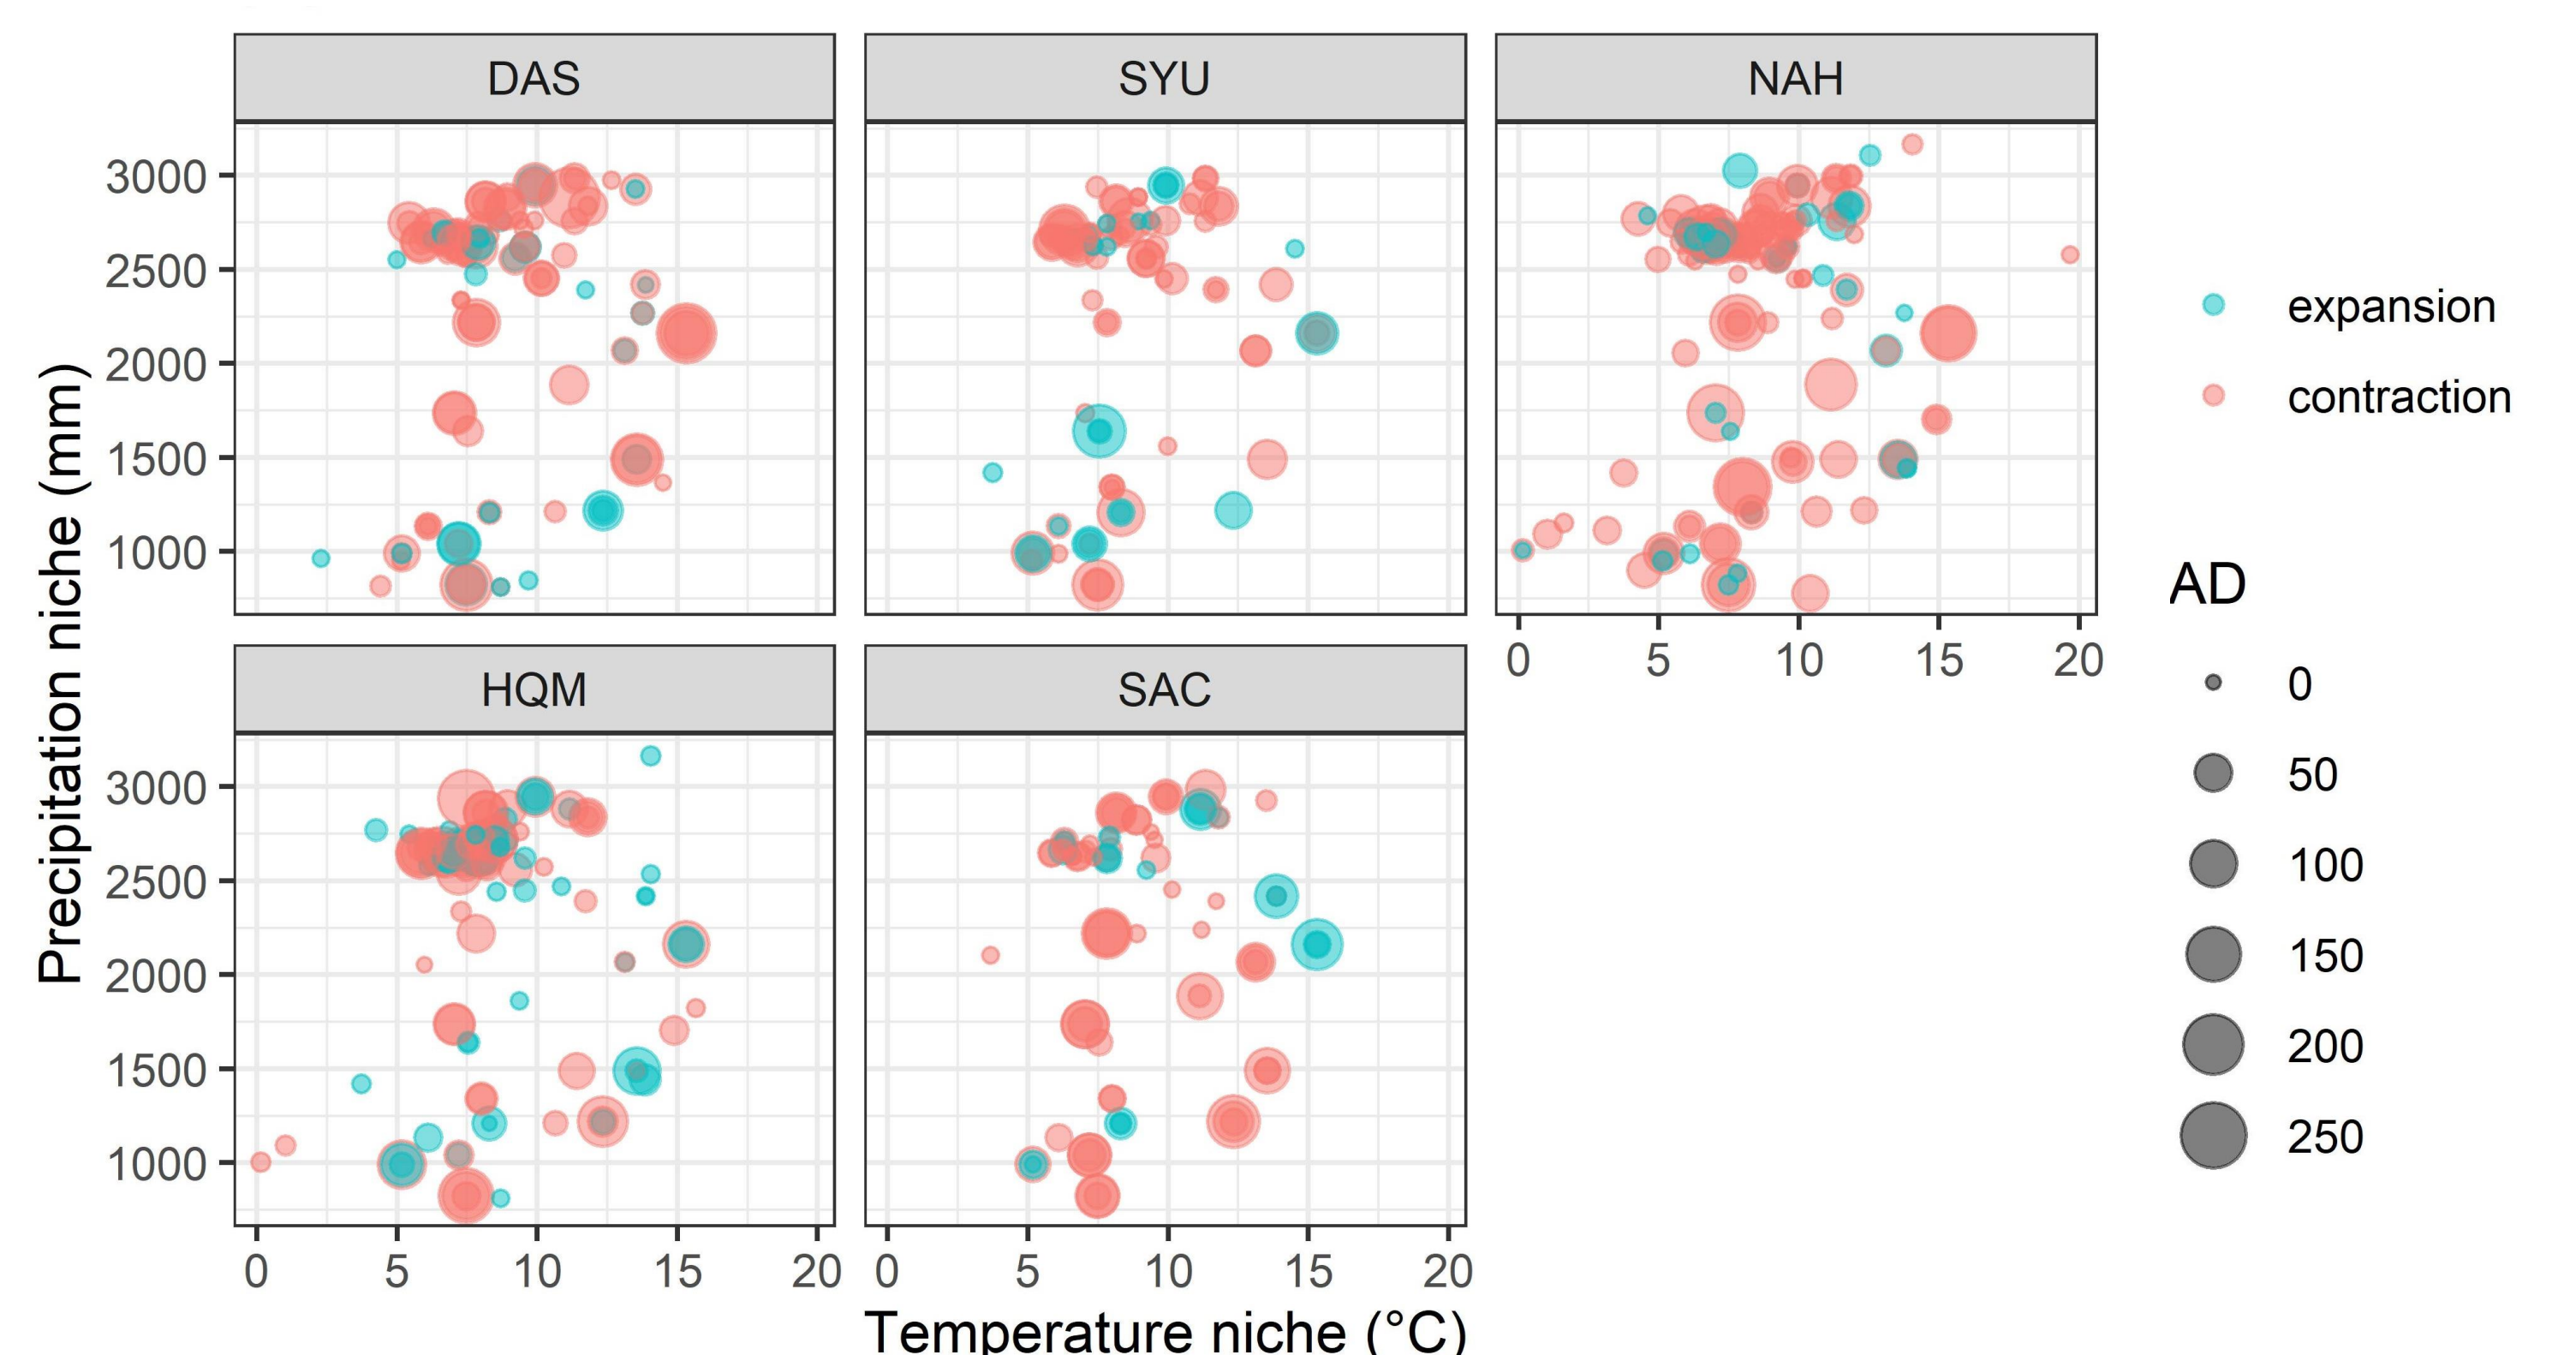 DAS
SYU
NAH
3000
2500
2000
1500
1000
0 5 10 15 20
HQM
SAC
3000
2500
2000
1500
1000
0 5 10 15 20
0 5 10 15 20
Precipitation niche (mm)
Temperature niche (°C)
expansion
contraction
AD
0
50
100
150
200
250